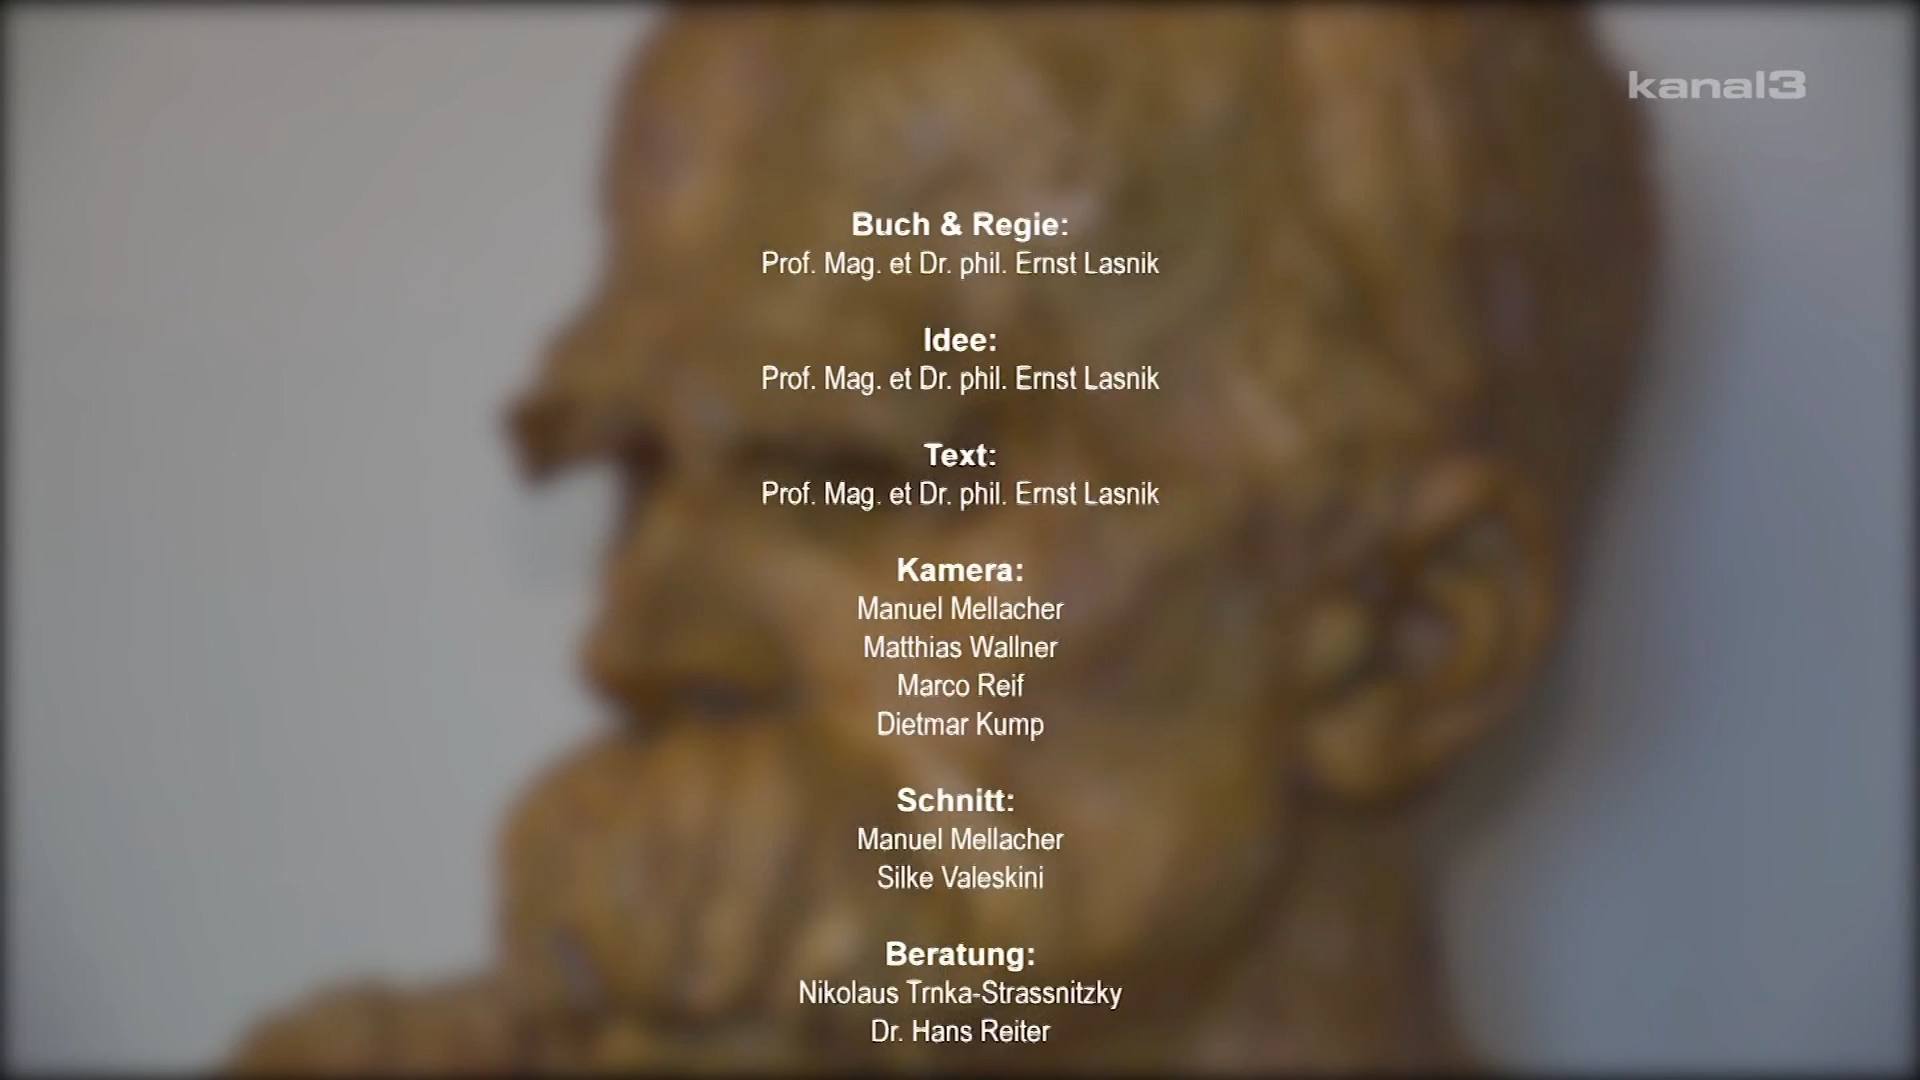 kanal3
Buch & Regie:
Prof. Mag. et Dr. phil. Ernst Lasnik
Idee:
Prof. Mag. et Dr. phil. Ernst Lasnik
Text:
Prof. Mag. et Dr. phil. Ernst Lasnik
Kamera:
Manuel Mellacher
Matthias Wallner
Marco Reif
Dietmar Kump
Schnitt:
Manuel Mellacher
Silke Valeskini
Beratung:
Nikolaus Trnka-Strassnitzky
Dr. Hans Reiter